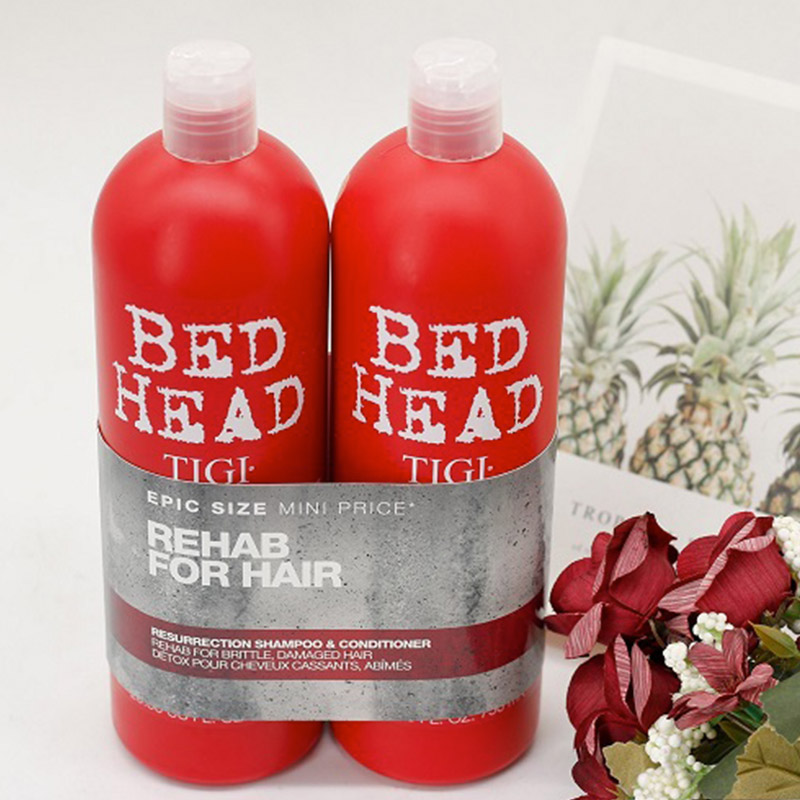 BED
HEAD
TIGI
BED
HEAD
TIGI
EPIC SIZE MINI PRICE*
REHAB
FOR HAIR
RESURRECTION SHAMPOO & CONDITIONER
REHAB FOR BRITTLE, DAMAGED HAIR
DÉTOX POUR CHEVEUX CASSANTS, ABÎMÉS